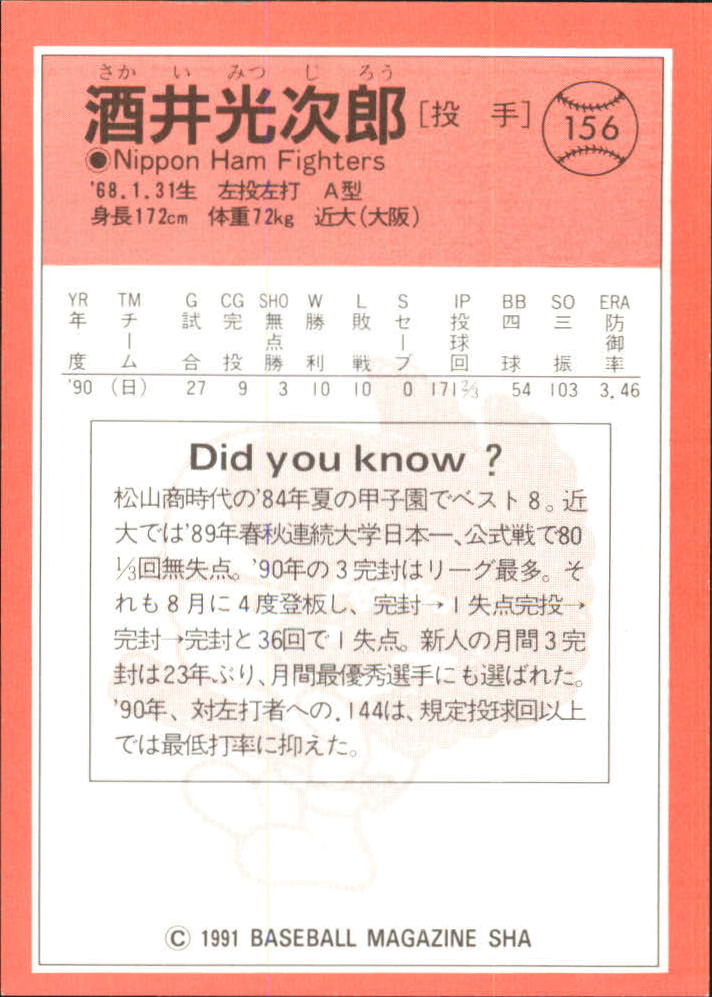 さかいみつじろう
酒井光次郎［投手］
156
●Nippon Ham Fighters
'68.1.31生　左投左打　A型
身長172cm　体重72kg　近大(大阪)
YR TM G CG SHO W L S IP BB SO ERA
年度 チーム 試合 完投 無点勝 勝利 敗戦 セーブ 投球回 四球 三振 防御率
'90 (日) 27 9 3 10 10 0 171 2/3 54 103 3.46
Did you know ?
松山商時代の'84年夏の甲子園でベスト8。近
大では'89年春秋連続大学日本一、公式戦で80
1/3回無失点。'90年の3完封はリーグ最多。そ
れも8月に4度登板し、完封→1失点完投→
完封→完封と36回で1失点。新人の月間3完
封は23年ぶり、月間最優秀選手にも選ばれた。
'90年、対左打者への.144は、規定投球回以上
では最低打率に抑えた。
© 1991 BASEBALL MAGAZINE SHA